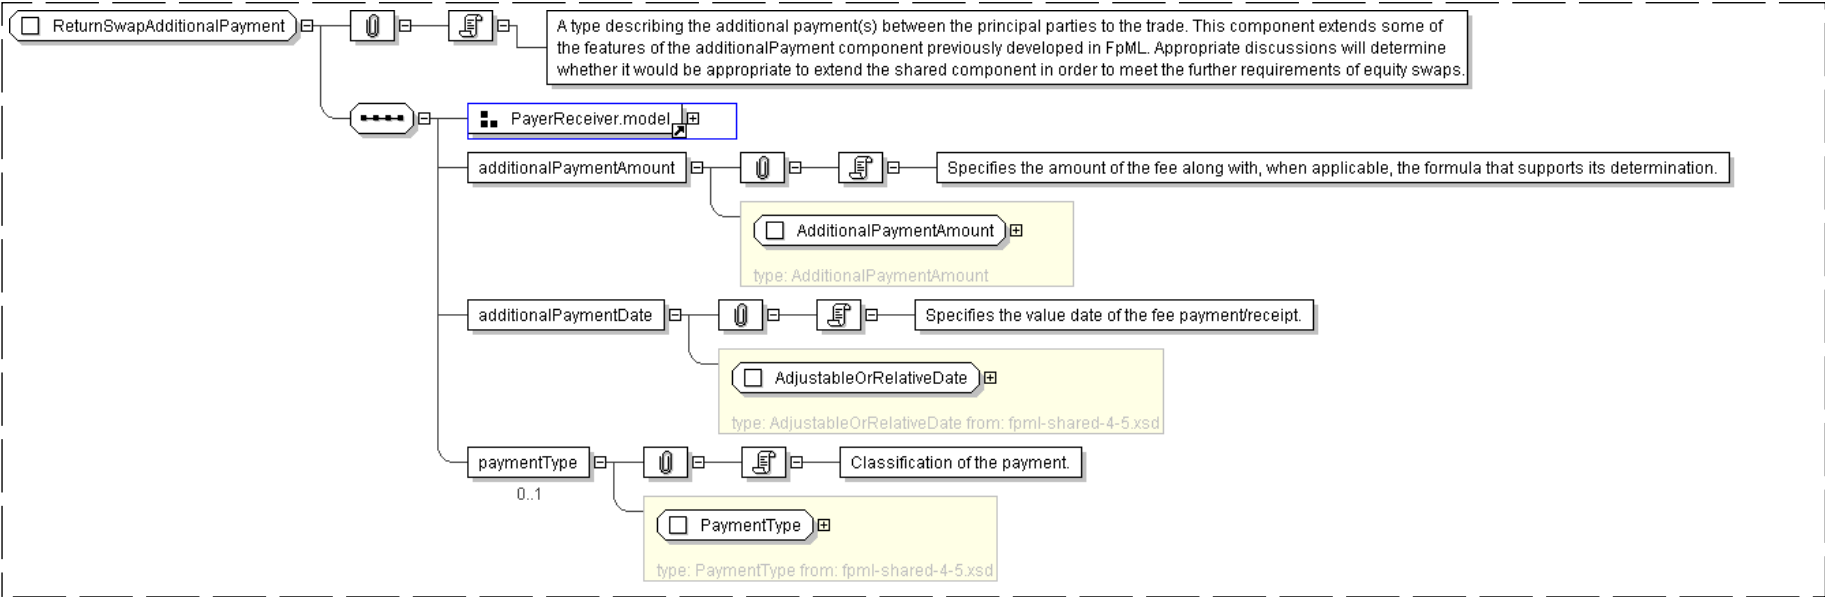 ReturnSwapAdditionalPayment
A type describing the additional payment(s) between the principal parties to the trade. This component extends some of
the features of the additionalPayment component previously developed in FpML. Appropriate discussions will determine
whether it would be appropriate to extend the shared component in order to meet the further requirements of equity swaps.
PayerReceiver.model
additionalPaymentAmount
Specifies the amount of the fee along with, when applicable, the formula that supports its determination.
AdditionalPaymentAmount
type: AdditionalPaymentAmount
additionalPaymentDate
Specifies the value date of the fee payment/receipt.
AdjustableOrRelativeDate
type: AdjustableOrRelativeDate from: fpml-shared-4-5.xsd
paymentType
Classification of the payment.
0..1
PaymentType
type: PaymentType from: fpml-shared-4-5.xsd